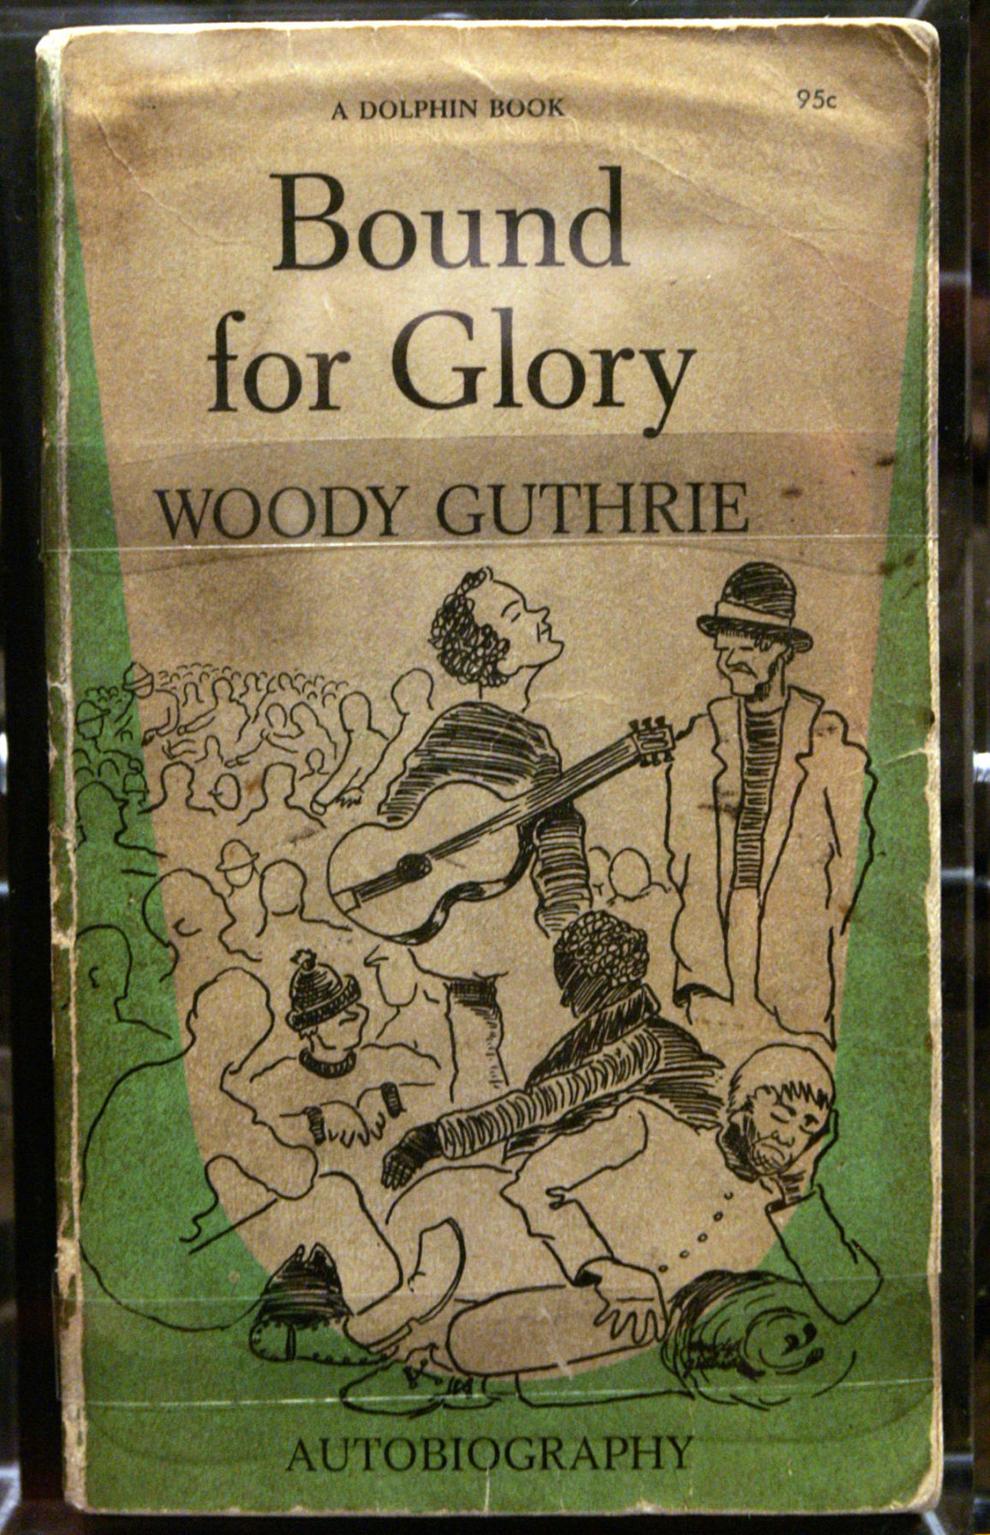 A DOLPHIN BOOK
95c
Bound
for Glory
WOODY GUTHRIE
AUTOBIOGRAPHY